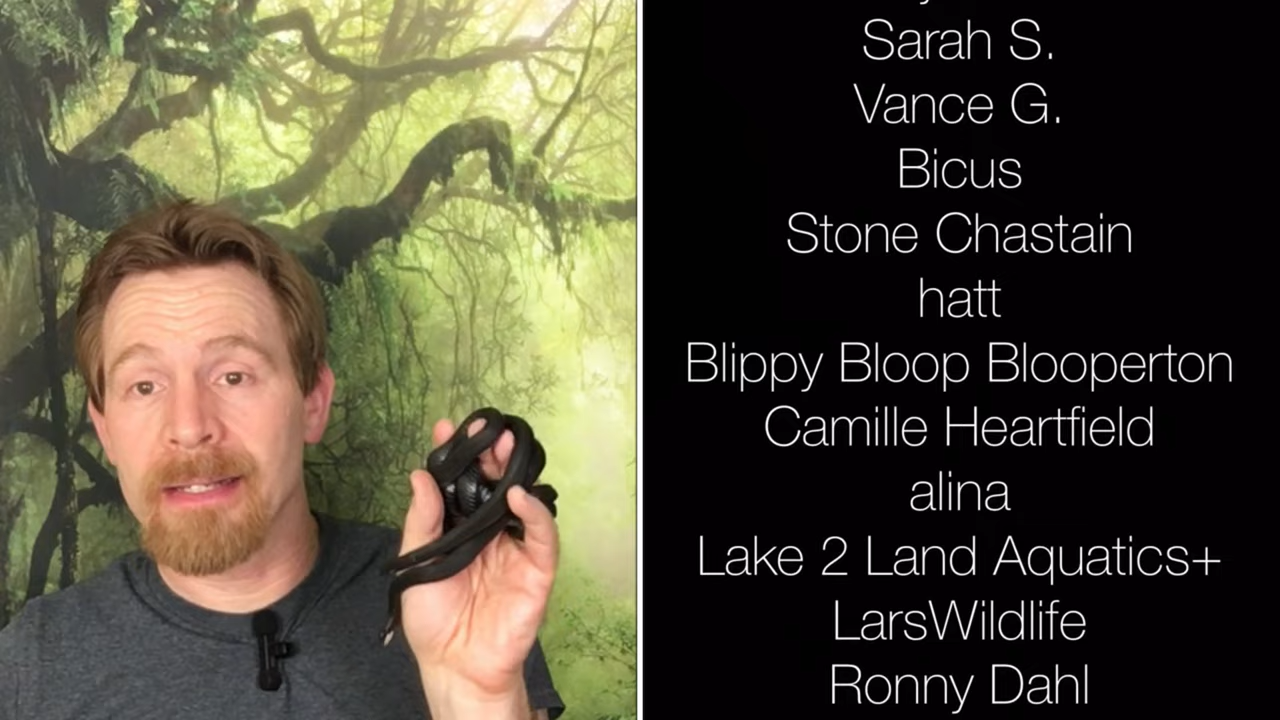 Sarah S.
Vance G.
Bicus
Stone Chastain
hatt
Blippy Bloop Blooperton
Camille Heartfield
alina
Lake 2 Land Aquatics+
LarsWildlife
Ronny Dahl